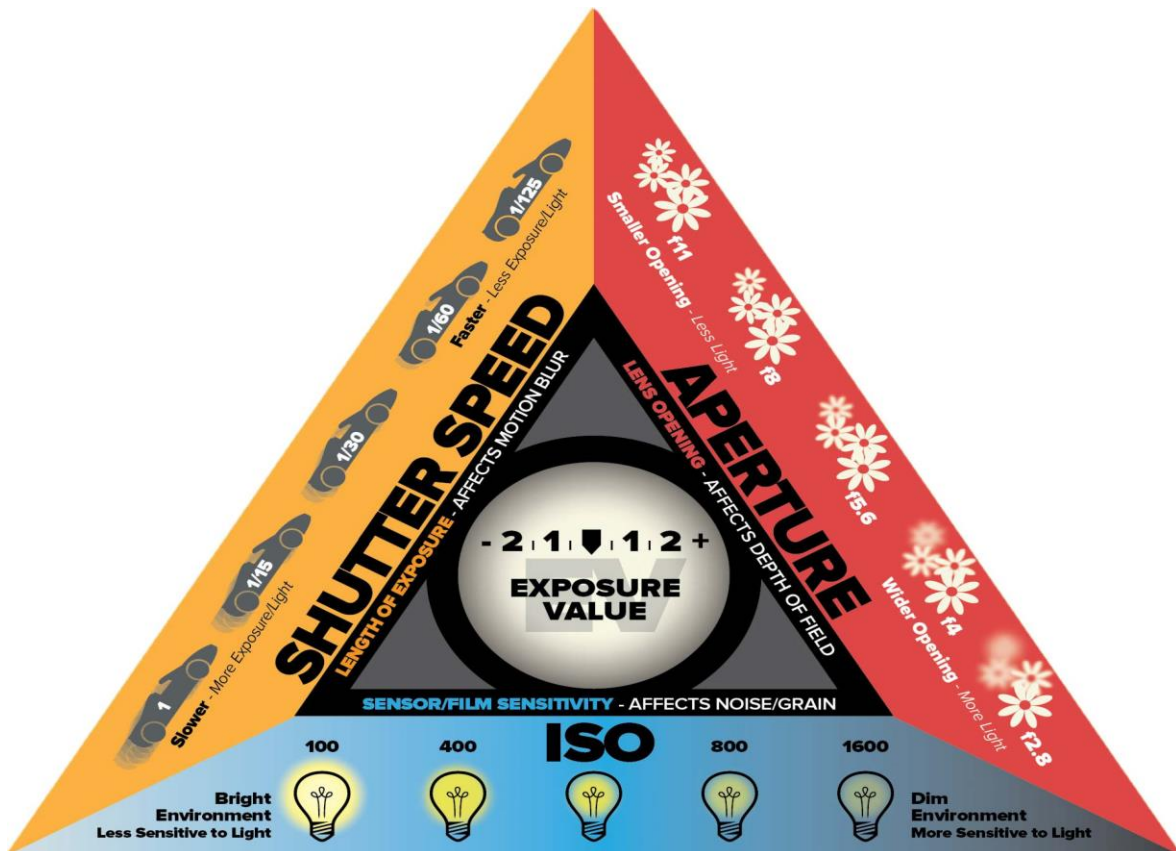 SHUTTER SPEED
LENGTH OF EXPOSURE - AFFECTS MOTION BLUR
1/125
1/60
1/30
1/15
1
Faster - Less Exposure/Light
Slower - More Exposure/Light
APERTURE
LENS OPENING - AFFECTS DEPTH OF FIELD
f11
f8
f5.6
f4
f2.8
Smaller Opening - Less Light
Wider Opening - More Light
- 2 1 1 2 +
EV
EXPOSURE
VALUE
SENSOR/FILM SENSITIVITY - AFFECTS NOISE/GRAIN
ISO
100
400
800
1600
Bright
Environment
Less Sensitive to Light
Dim
Environment
More Sensitive to Light